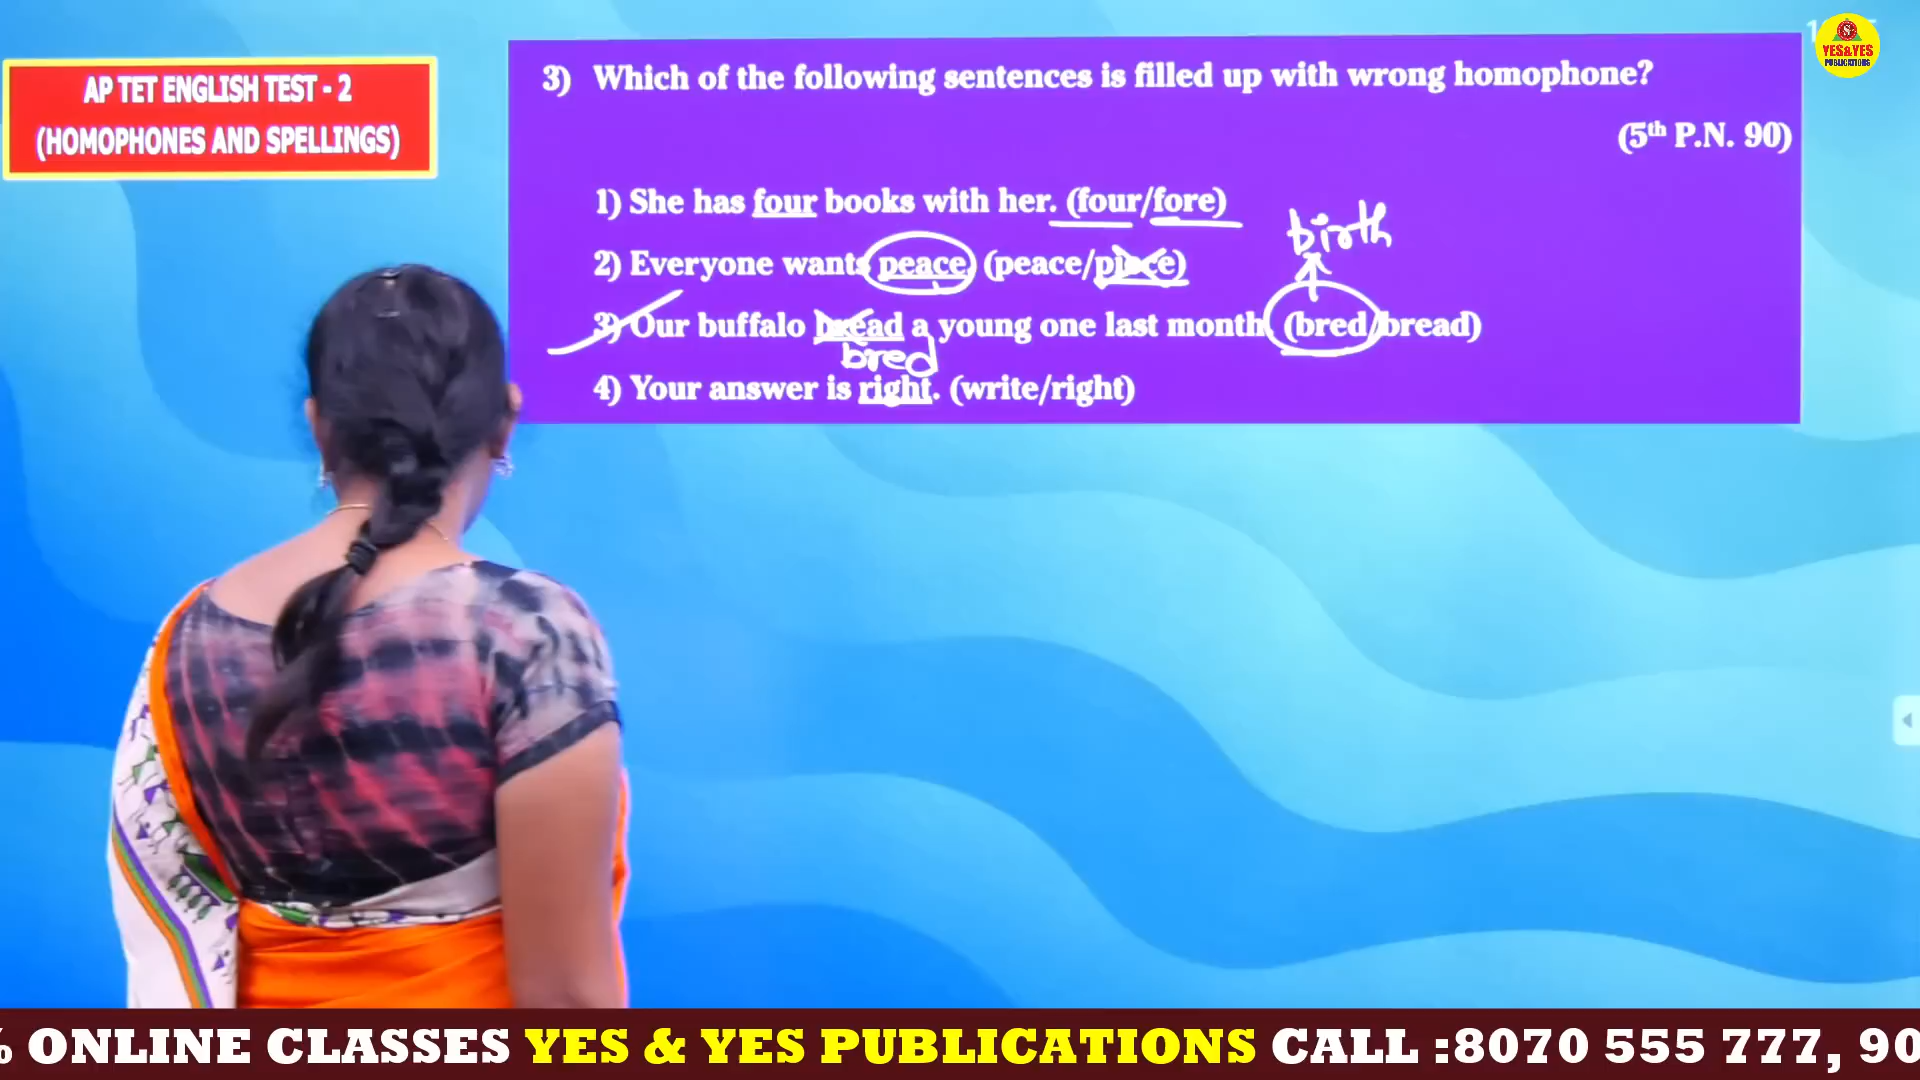 AP TET ENGLISH TEST - 2
(HOMOPHONES AND SPELLINGS)
3) Which of the following sentences is filled up with wrong homophone?
(5th P.N. 90)
1) She has four books with her. (four/fore)
birth
2) Everyone wants peace. (peace/piece)
3) Our buffalo bread a young one last month. (bred/bread)
bred
4) Your answer is right. (write/right)
YES&YES
PUBLICATIONS
% ONLINE CLASSES YES & YES PUBLICATIONS CALL :8070 555 777, 90